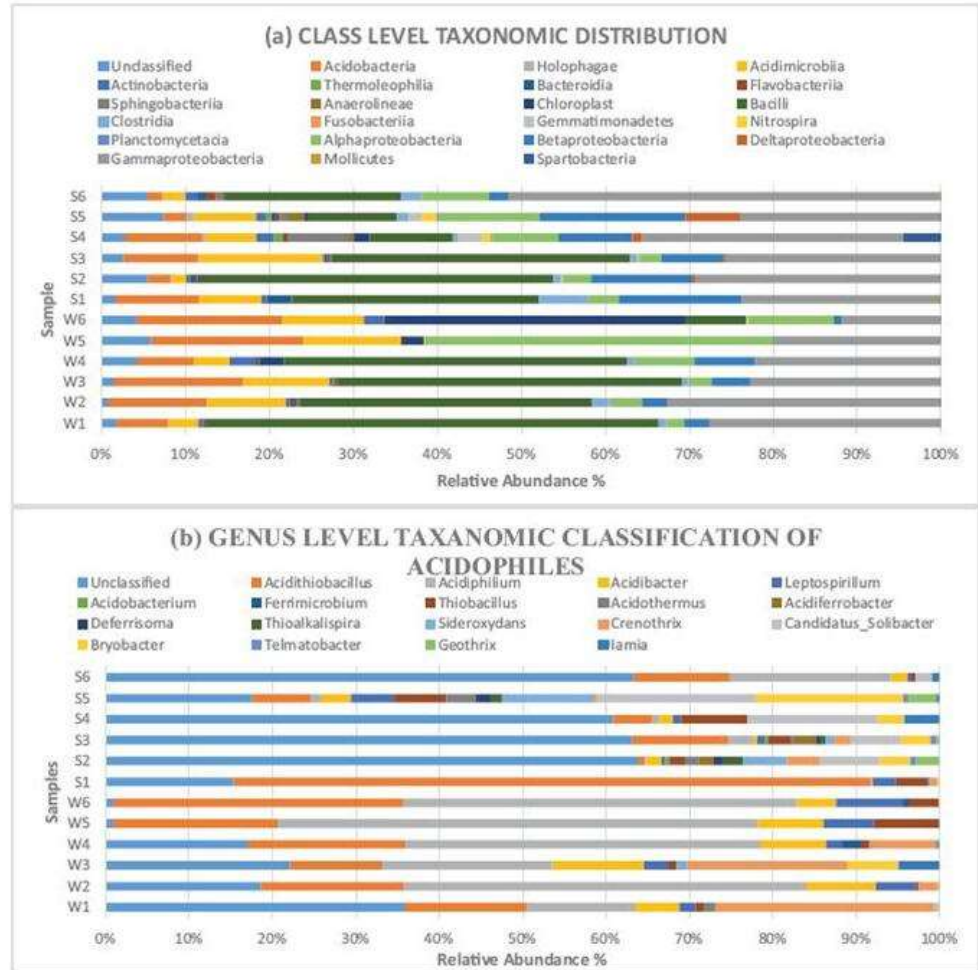 (a) CLASS LEVEL TAXONOMIC DISTRIBUTION
Unclassified Acidobacteria Holophagae Acidimicrobiia
Actinobacteria Thermoleophilia Bacteroidia Flavobacteriia
Sphingobacteriia Anaerolineae Chloroplast Bacilli
Clostridia Fusobacteriia Gemmatimonadetes Nitrospira
Planctomycetacia Alphaproteobacteria Betaproteobacteria Deltaproteobacteria
Gammaproteobacteria Mollicutes Spartobacteria
Sample
S6
S5
S4
S3
S2
S1
W6
W5
W4
W3
W2
W1
0% 10% 20% 30% 40% 50% 60% 70% 80% 90% 100%
Relative Abundance %
(b) GENUS LEVEL TAXANOMIC CLASSIFICATION OF
ACIDOPHILES
Unclassified Acidithiobacillus Acidiphilium Acidibacter Leptospirillum
Acidobacterium Ferrimicrobium Thiobacillus Acidothermus Acidiferrobacter
Deferrisoma Thioalkalispira Sideroxydans Crenothrix Candidatus_Solibacter
Bryobacter Telmatobacter Geothrix Iamia
Samples
S6
S5
S4
S3
S2
S1
W6
W5
W4
W3
W2
W1
0% 10% 20% 30% 40% 50% 60% 70% 80% 90% 100%
Relative Abundance %